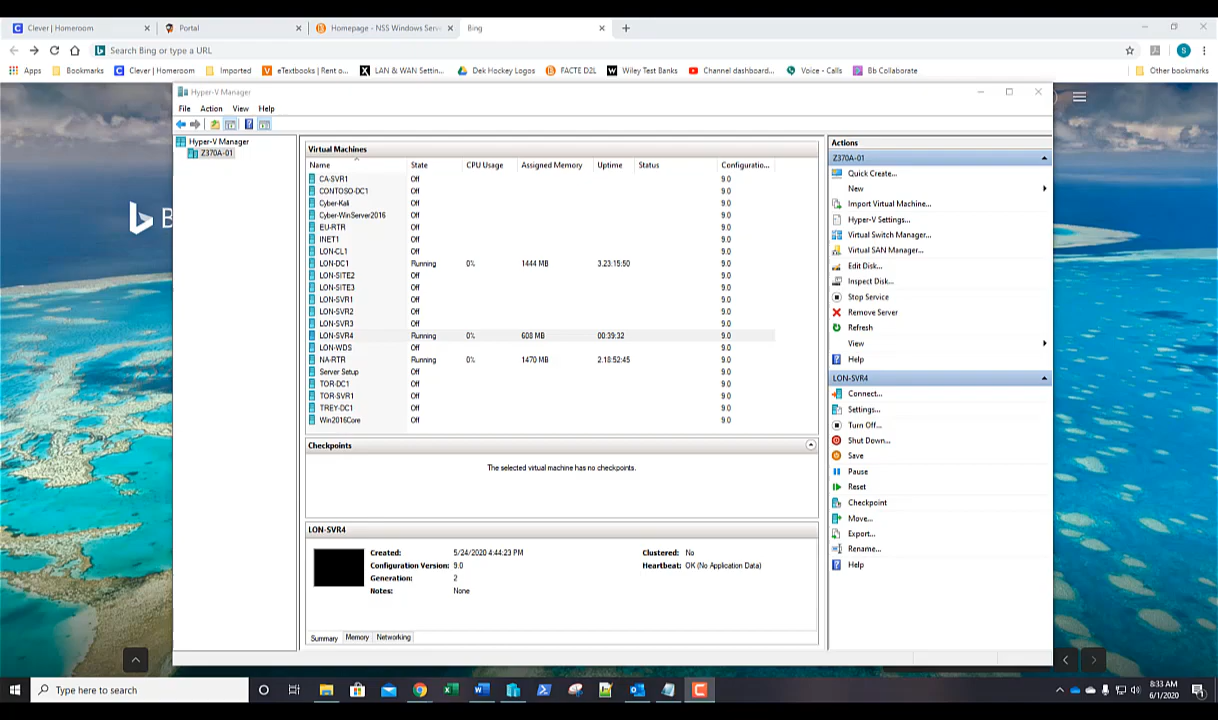 Clever | Homeroom
Portal
Homepage - NSS Windows Serv
Bing
Search Bing or type a URL
S
Apps
Bookmarks
Clever | Homeroom
Imported
eTextbooks | Rent o...
LAN & WAN Settin...
Dek Hockey Logos
FACTE D2L
Wiley Test Banks
Channel dashboard...
Voice - Calls
Bb Collaborate
Other bookmarks
Hyper-V Manager
File Action View Help
Hyper-V Manager
Z370A-01
B
Virtual Machines
Name State CPU Usage Assigned Memory Uptime Status Configuratio...
CA-SVR1 Off 9.0
CONTOSO-DC1 Off 9.0
Cyber-Kali Off 9.0
Cyber-WinServer2016 Off 9.0
EU-RTR Off 9.0
INET1 Off 9.0
LON-CL1 Off 9.0
LON-DC1 Running 0% 1444 MB 3.23:15:50 9.0
LON-SITE2 Off 9.0
LON-SITE3 Off 9.0
LON-SVR1 Off 9.0
LON-SVR2 Off 9.0
LON-SVR3 Off 9.0
LON-SVR4 Running 0% 608 MB 00:39:32 9.0
LON-WDS Off 9.0
NA-RTR Running 0% 1470 MB 2.18:52:45 9.0
Server Setup Off 9.0
TOR-DC1 Off 9.0
TOR-SVR1 Off 9.0
TREY-DC1 Off 9.0
Win2016Core Off 9.0
Checkpoints
The selected virtual machine has no checkpoints.
LON-SVR4
Created: 5/24/2020 4:44:23 PM Clustered: No
Configuration Version: 9.0 Heartbeat: OK (No Application Data)
Generation: 2
Notes: None
Summary Memory Networking
Actions
Z370A-01
Quick Create...
New
Import Virtual Machine...
Hyper-V Settings...
Virtual Switch Manager...
Virtual SAN Manager...
Edit Disk...
Inspect Disk...
Stop Service
Remove Server
Refresh
View
Help
LON-SVR4
Connect...
Settings...
Turn Off...
Shut Down...
Save
Pause
Reset
Checkpoint
Move...
Export...
Rename...
Help
Type here to search
8:33 AM
6/1/2020